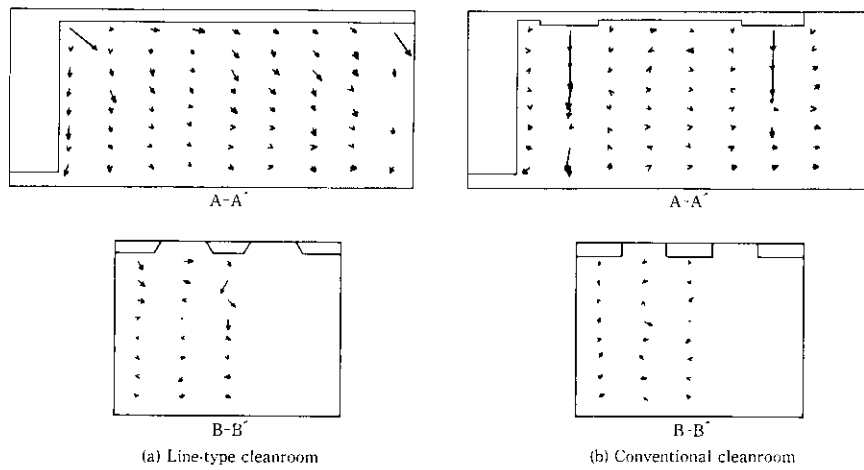 A-A´
A-A´
B-B´
B-B´
(a) Line-type cleanroom
(b) Conventional cleanroom